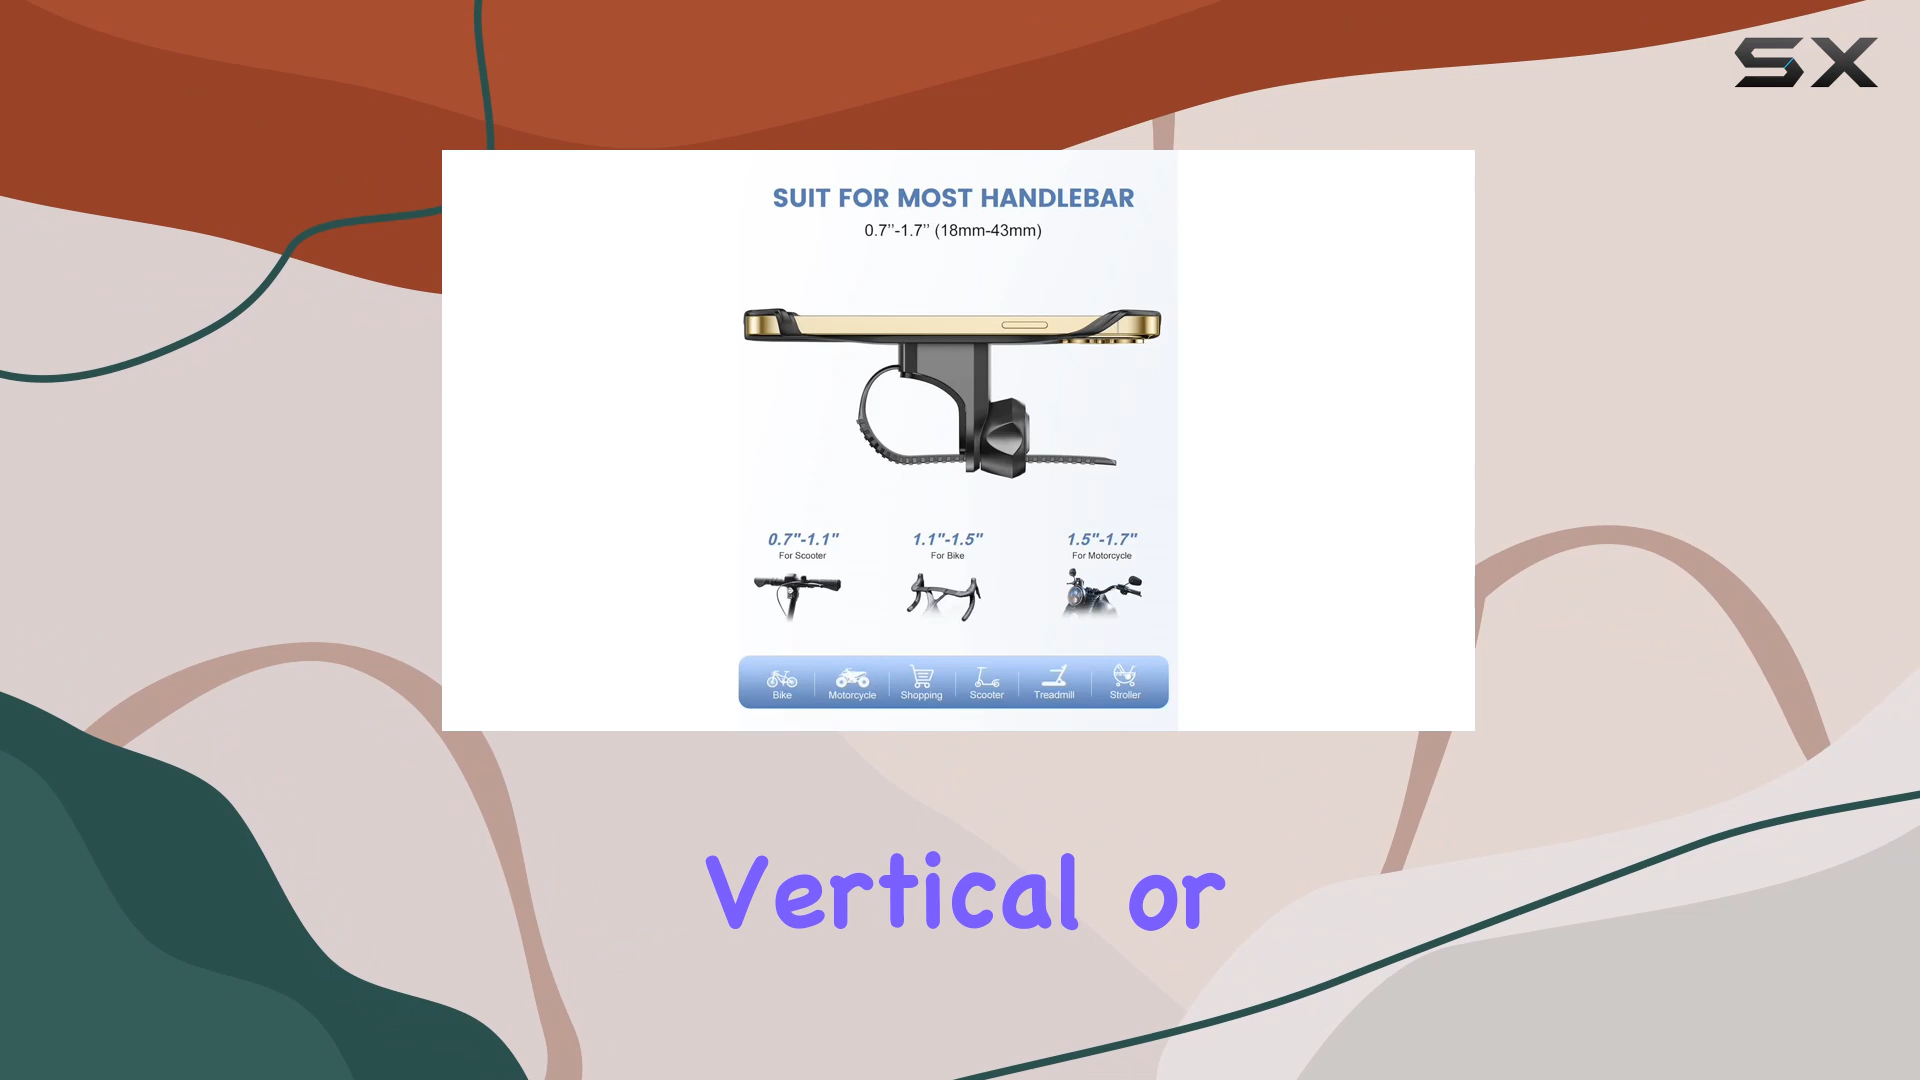 SX
SUIT FOR MOST HANDLEBAR
0.7’’-1.7’’ (18mm-43mm)
0.7"-1.1" 1.1"-1.5" 1.5"-1.7"
For Scooter For Bike For Motorcycle
Bike Motorcycle Shopping Scooter Treadmill Stroller
Vertical or